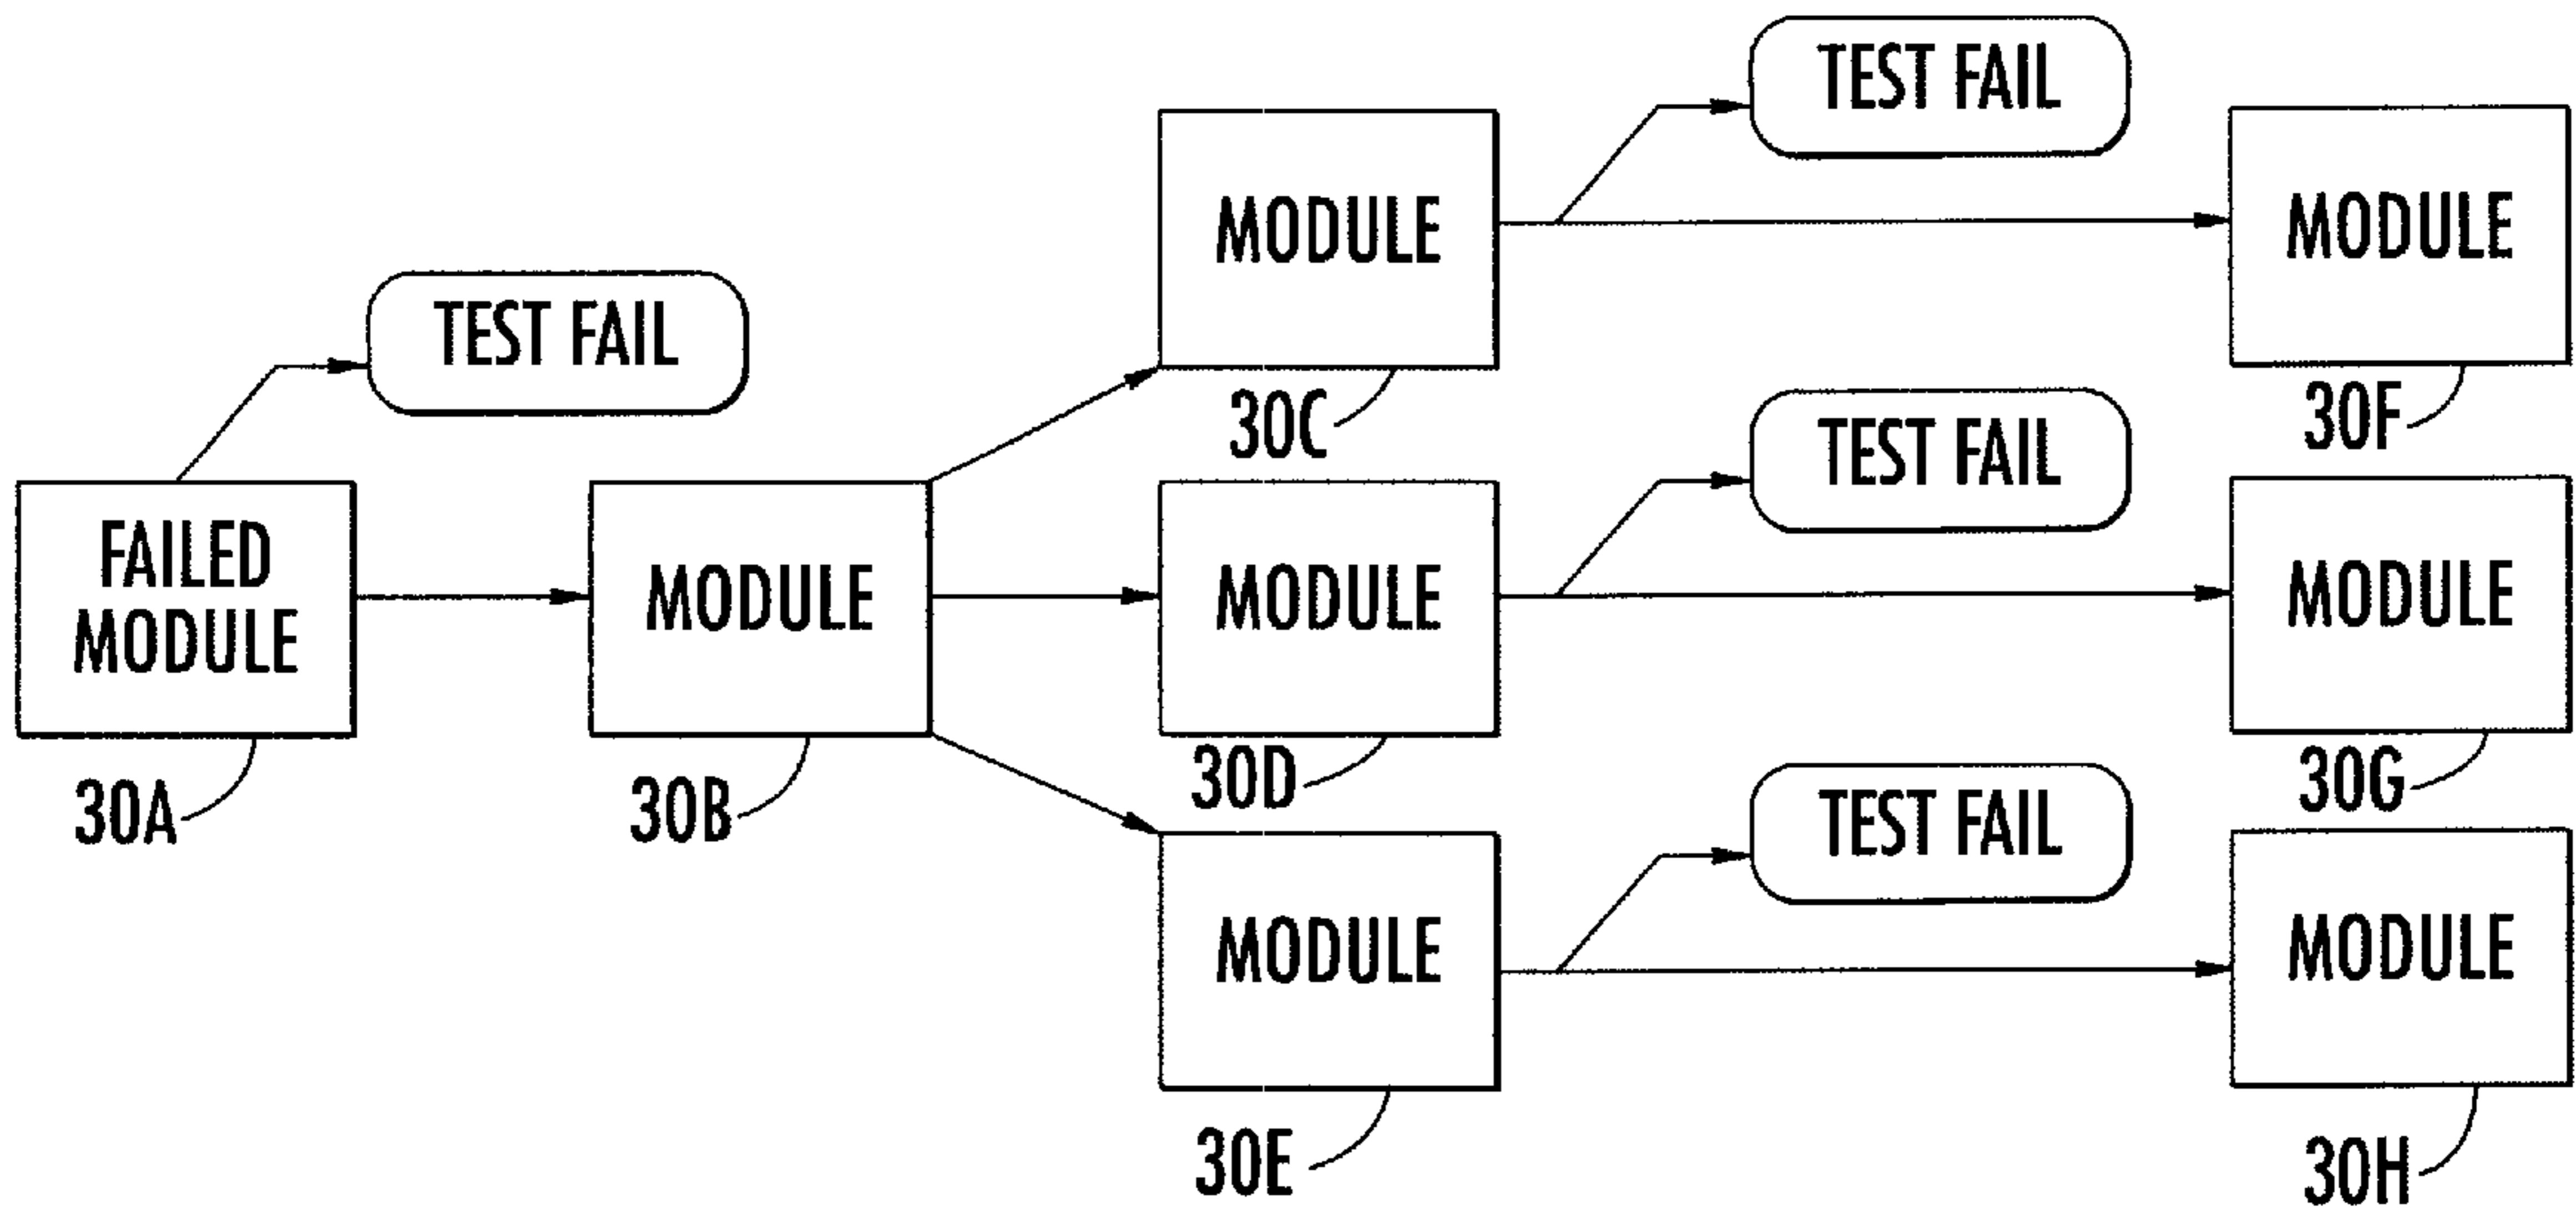 TEST FAIL
MODULE
MODULE
30C
30F
TEST FAIL
TEST FAIL
FAILED
MODULE
MODULE
MODULE
MODULE
30A
30B
30D
30G
TEST FAIL
MODULE
MODULE
30E
30H